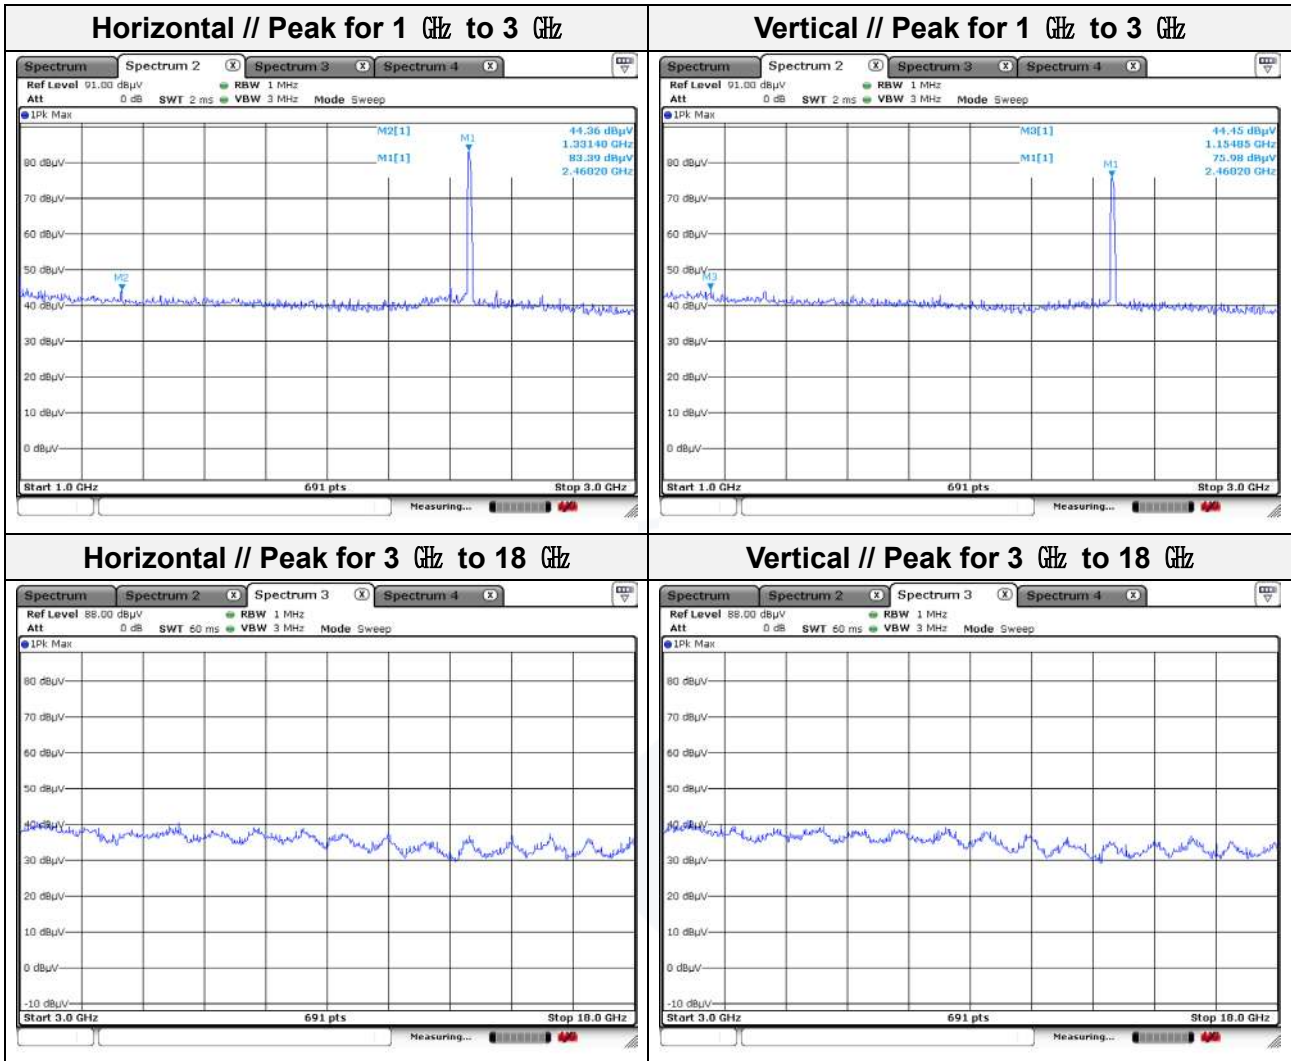 Horizontal // Peak for 1 ㎓ to 3 ㎓
Spectrum Spectrum 2 X Spectrum 3 X Spectrum 4 X
Ref Level 91.00 dBµV RBW 1 MHz
Att 0 dB SWT 2 ms VBW 3 MHz Mode Sweep
1Pk Max
M2[1] 44.36 dBµV
1.33140 GHz
M1[1] 83.39 dBµV
2.46020 GHz
M1
M2
80 dBµV
70 dBµV
60 dBµV
50 dBµV
40 dBµV
30 dBµV
20 dBµV
10 dBµV
0 dBµV
Start 1.0 GHz 691 pts Stop 3.0 GHz
Measuring...
Vertical // Peak for 1 ㎓ to 3 ㎓
Spectrum Spectrum 2 X Spectrum 3 X Spectrum 4 X
Ref Level 91.00 dBµV RBW 1 MHz
Att 0 dB SWT 2 ms VBW 3 MHz Mode Sweep
1Pk Max
M3[1] 44.45 dBµV
1.15485 GHz
M1[1] 75.98 dBµV
2.46020 GHz
M1
M3
80 dBµV
70 dBµV
60 dBµV
50 dBµV
40 dBµV
30 dBµV
20 dBµV
10 dBµV
0 dBµV
Start 1.0 GHz 691 pts Stop 3.0 GHz
Measuring...
Horizontal // Peak for 3 ㎓ to 18 ㎓
Spectrum Spectrum 2 X Spectrum 3 X Spectrum 4 X
Ref Level 88.00 dBµV RBW 1 MHz
Att 0 dB SWT 60 ms VBW 3 MHz Mode Sweep
1Pk Max
80 dBµV
70 dBµV
60 dBµV
50 dBµV
40 dBµV
30 dBµV
20 dBµV
10 dBµV
0 dBµV
-10 dBµV
Start 3.0 GHz 691 pts Stop 18.0 GHz
Measuring...
Vertical // Peak for 3 ㎓ to 18 ㎓
Spectrum Spectrum 2 X Spectrum 3 X Spectrum 4 X
Ref Level 88.00 dBµV RBW 1 MHz
Att 0 dB SWT 60 ms VBW 3 MHz Mode Sweep
1Pk Max
80 dBµV
70 dBµV
60 dBµV
50 dBµV
40 dBµV
30 dBµV
20 dBµV
10 dBµV
0 dBµV
-10 dBµV
Start 3.0 GHz 691 pts Stop 18.0 GHz
Measuring...